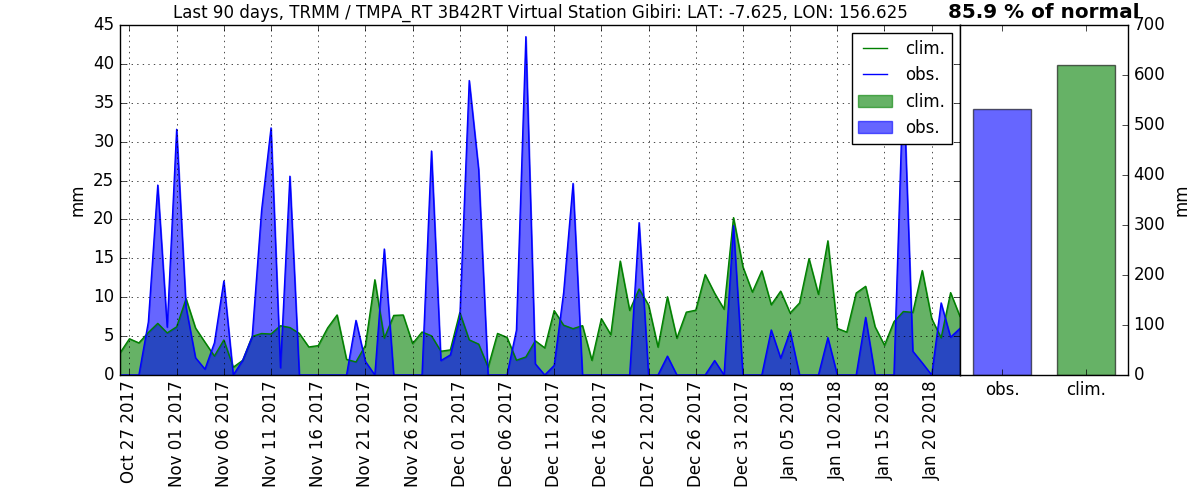 Last 90 days, TRMM / TMPA_RT 3B42RT Virtual Station Gibiri: LAT: -7.625, LON: 156.625
85.9 % of normal
45
40
35
30
25
20
15
10
5
0
mm
clim.
obs.
clim.
obs.
700
600
500
400
300
200
100
0
mm
obs.
clim.
Oct 27 2017
Nov 01 2017
Nov 06 2017
Nov 11 2017
Nov 16 2017
Nov 21 2017
Nov 26 2017
Dec 01 2017
Dec 06 2017
Dec 11 2017
Dec 16 2017
Dec 21 2017
Dec 26 2017
Dec 31 2017
Jan 05 2018
Jan 10 2018
Jan 15 2018
Jan 20 2018